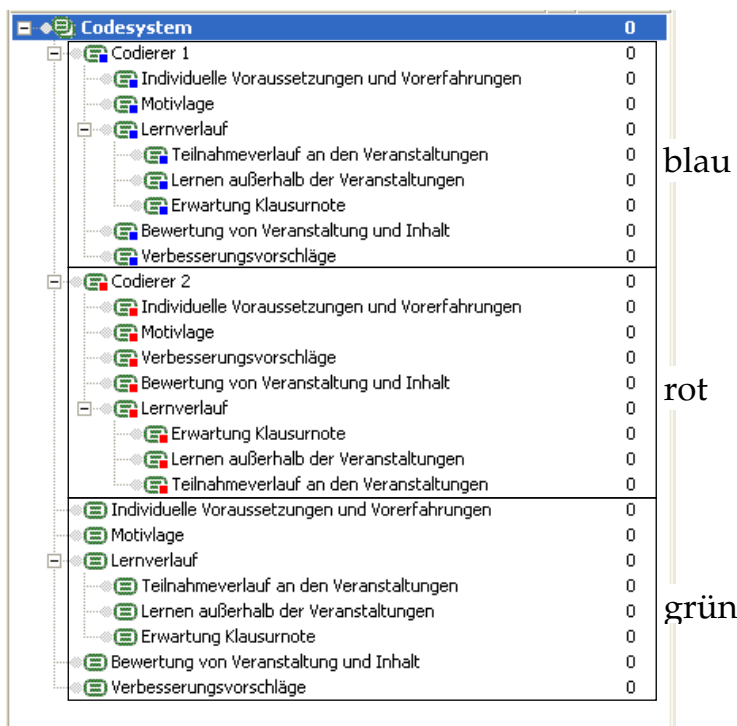 Codesystem 0
Codierer 1 0
Individuelle Voraussetzungen und Vorerfahrungen 0
Motivlage 0
Lernverlauf 0
Teilnahmeverlauf an den Veranstaltungen 0
Lernen außerhalb der Veranstaltungen 0
Erwartung Klausurnote 0
Bewertung von Veranstaltung und Inhalt 0
Verbesserungsvorschläge 0
blau
Codierer 2 0
Individuelle Voraussetzungen und Vorerfahrungen 0
Motivlage 0
Verbesserungsvorschläge 0
Bewertung von Veranstaltung und Inhalt 0
Lernverlauf 0
Erwartung Klausurnote 0
Lernen außerhalb der Veranstaltungen 0
Teilnahmeverlauf an den Veranstaltungen 0
rot
Individuelle Voraussetzungen und Vorerfahrungen 0
Motivlage 0
Lernverlauf 0
Teilnahmeverlauf an den Veranstaltungen 0
Lernen außerhalb der Veranstaltungen 0
Erwartung Klausurnote 0
Bewertung von Veranstaltung und Inhalt 0
Verbesserungsvorschläge 0
grün